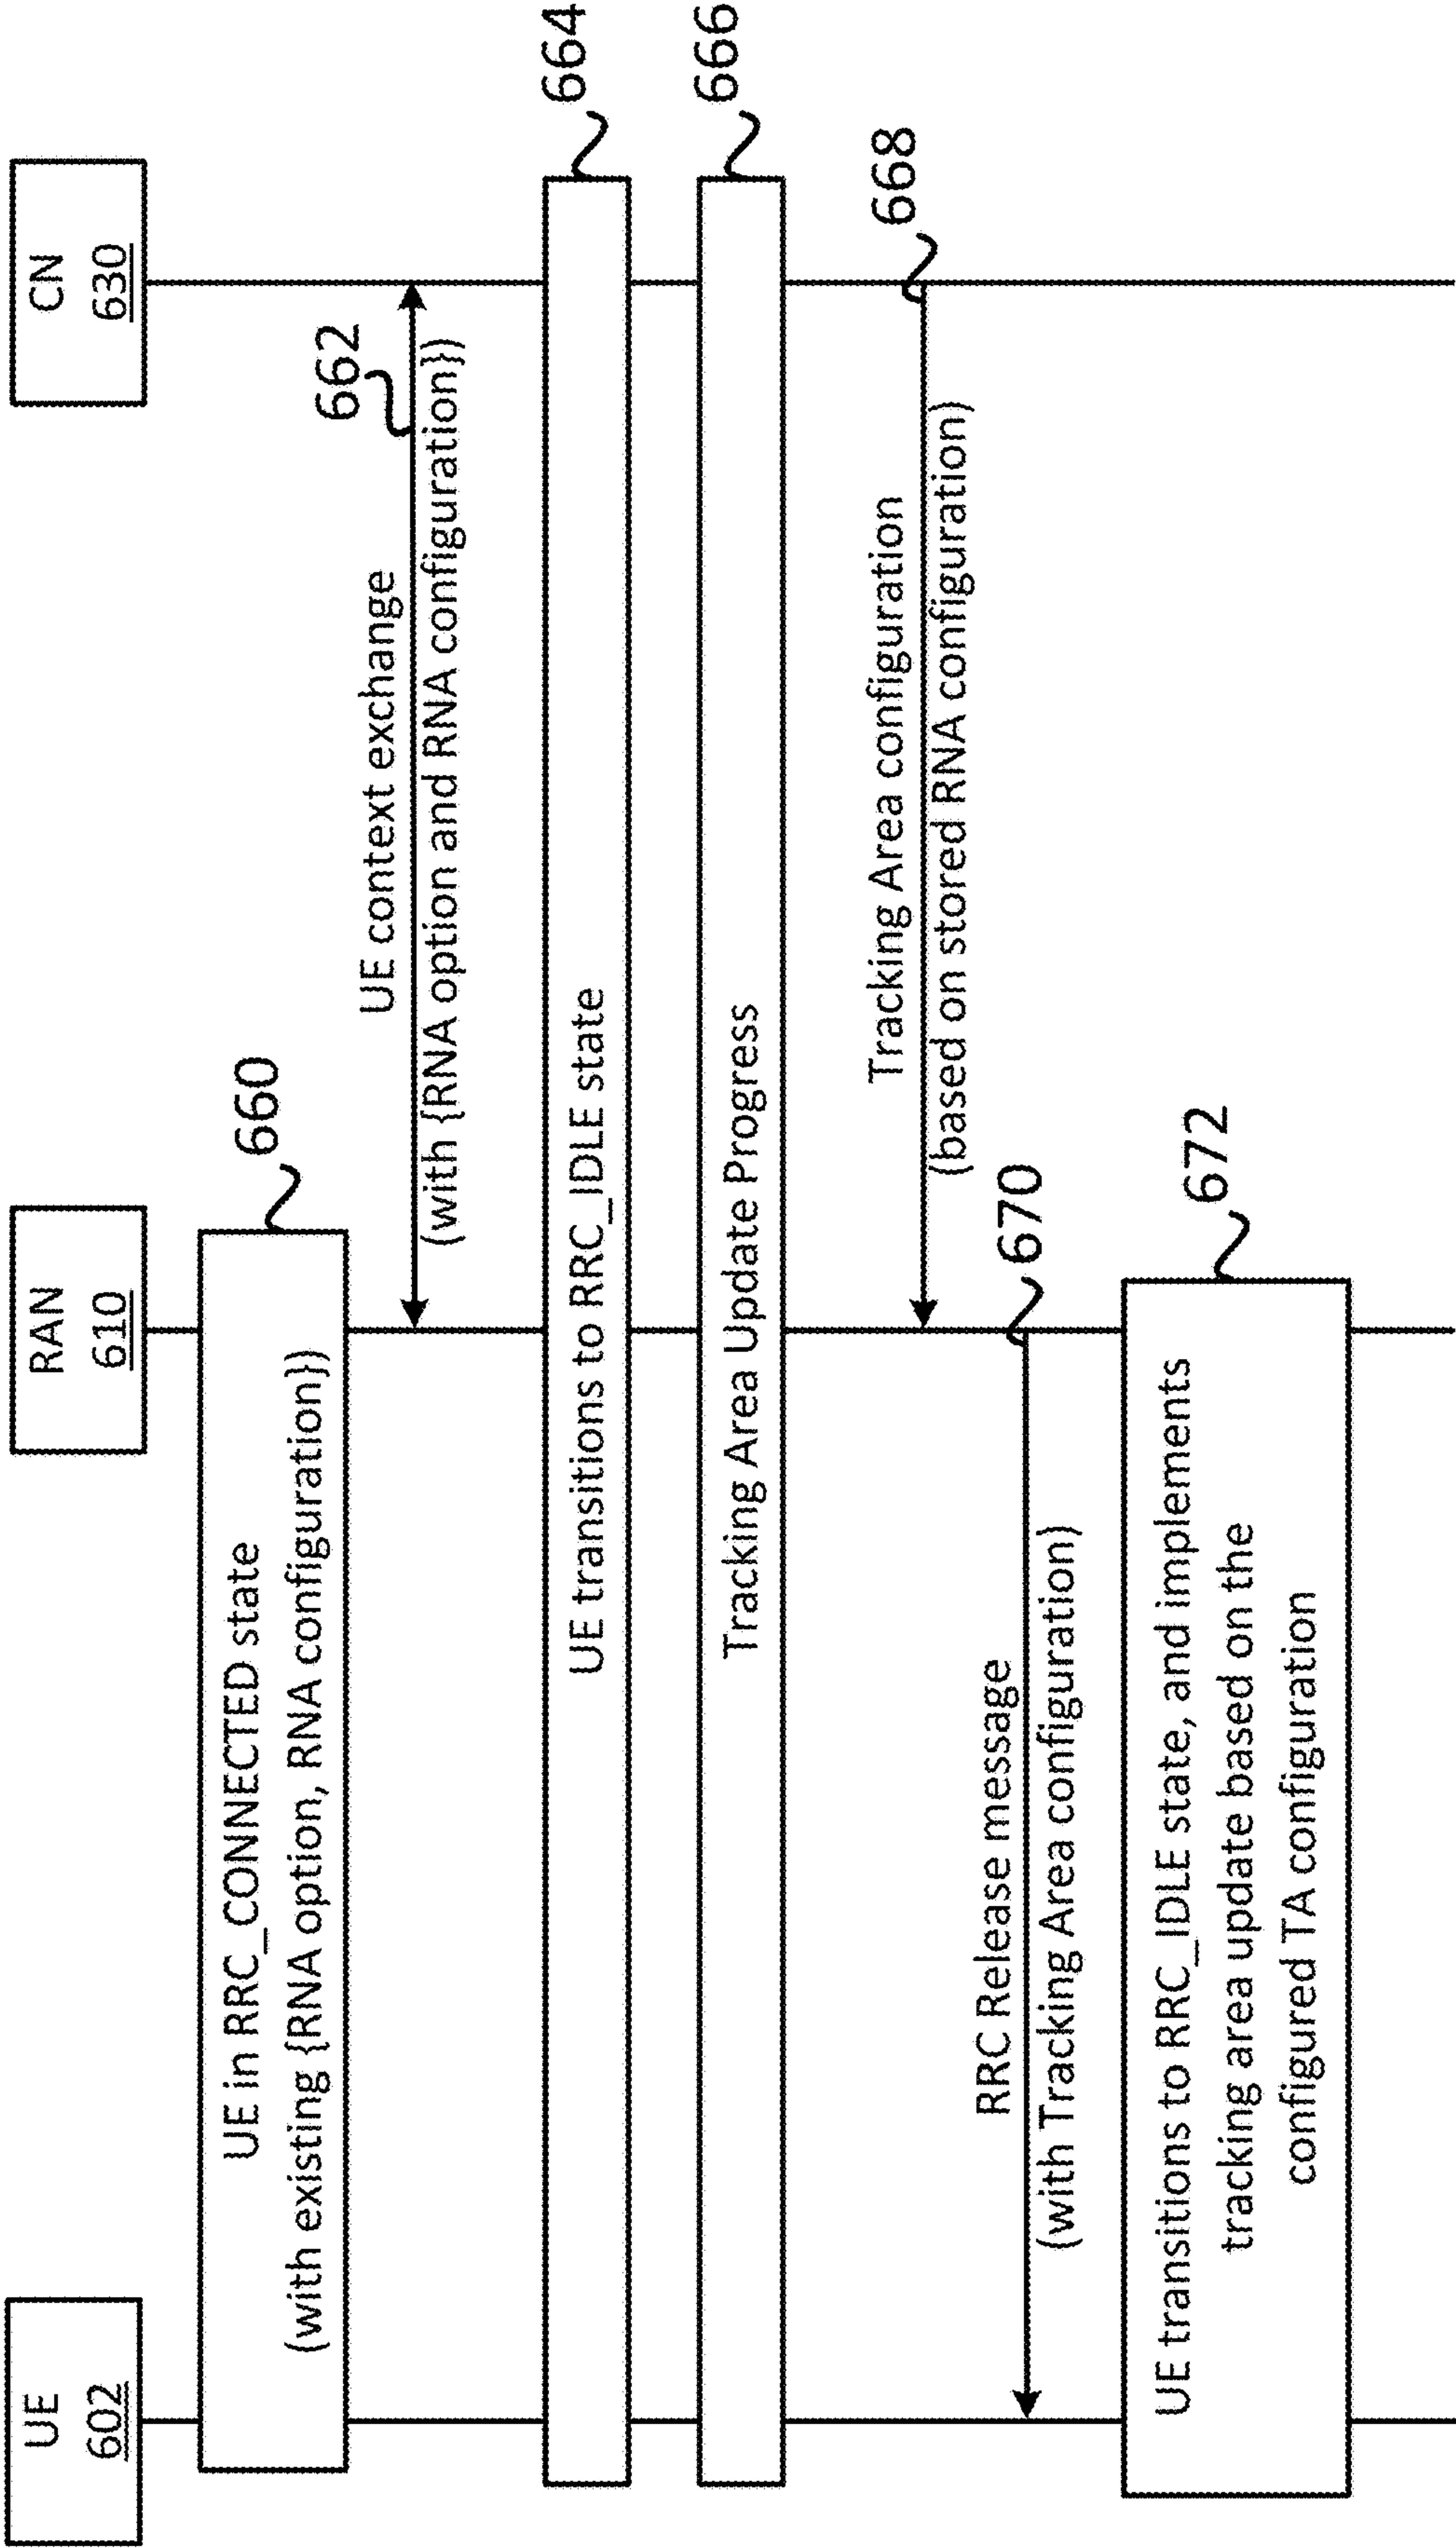 UE
602
RAN
610
CN
630
660
UE in RRC_CONNECTED state
(with existing {RNA option, RNA configuration})
662
UE context exchange
(with {RNA option and RNA configuration})
664
UE transitions to RRC_IDLE state
666
Tracking Area Update Progress
668
Tracking Area configuration
(based on stored RNA configuration)
670
RRC Release message
(with Tracking Area configuration)
672
UE transitions to RRC_IDLE state, and implements
tracking area update based on the
configured TA configuration